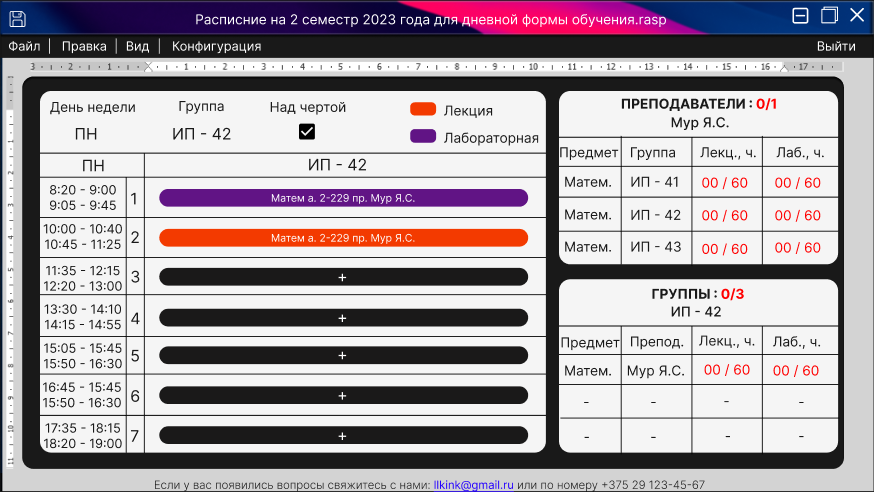 Расписние на 2 семестр 2023 года для дневной формы обучения.rasp
Файл | Правка | Вид | Конфигурация Выйти
3 2 1 1 2 3 4 5 6 7 8 9 10 11 12 13 14 15 16 17
День недели Группа Над чертой Лекция
ПН ИП - 42 Лабораторная
ПН ИП - 42
8:20 - 9:00
9:05 - 9:45 1 Матем а. 2-229 пр. Мур Я.С.
10:00 - 10:40
10:45 - 11:25 2 Матем а. 2-229 пр. Мур Я.С.
11:35 - 12:15
12:20 - 13:00 3 +
13:30 - 14:10
14:15 - 14:55 4 +
15:05 - 15:45
15:50 - 16:30 5 +
16:45 - 15:45
15:50 - 16:30 6 +
17:35 - 18:15
18:20 - 19:00 7 +
ПРЕПОДАВАТЕЛИ : 0/1
Мур Я.С.
Предмет Группа Лекц., ч. Лаб., ч.
Матем. ИП - 41 00 / 60 00 / 60
Матем. ИП - 42 00 / 60 00 / 60
Матем. ИП - 43 00 / 60 00 / 60
ГРУППЫ : 0/3
ИП - 42
Предмет Препод. Лекц., ч. Лаб., ч.
Матем. Мур Я.С. 00 / 60 00 / 60
- - - -
- - - -
Если у вас появились вопросы свяжитесь с нами: llkink@gmail.ru или по номеру +375 29 123-45-67